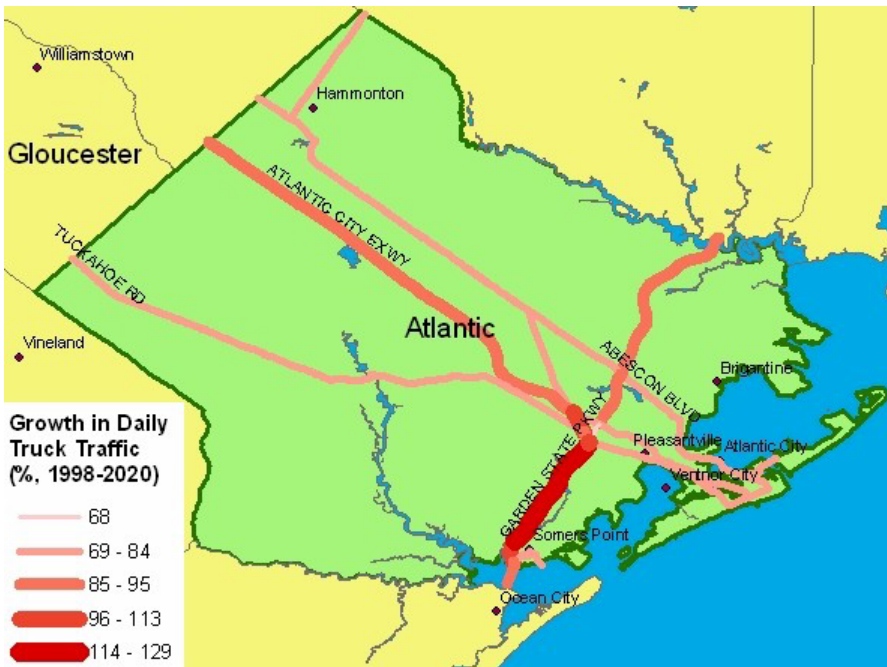 Williamstown
Hammonton
Gloucester
ATLANTIC CITY EXWY
TUCKAHOE RD
Atlantic
Vineland
ABESCON BLVD
Brigantine
GARDEN STATE PKWY
Pleasantville
Atlantic City
Ventnor City
Somers Point
Ocean City
Growth in Daily
Truck Traffic
(%, 1998-2020)
68
69 - 84
85 - 95
96 - 113
114 - 129